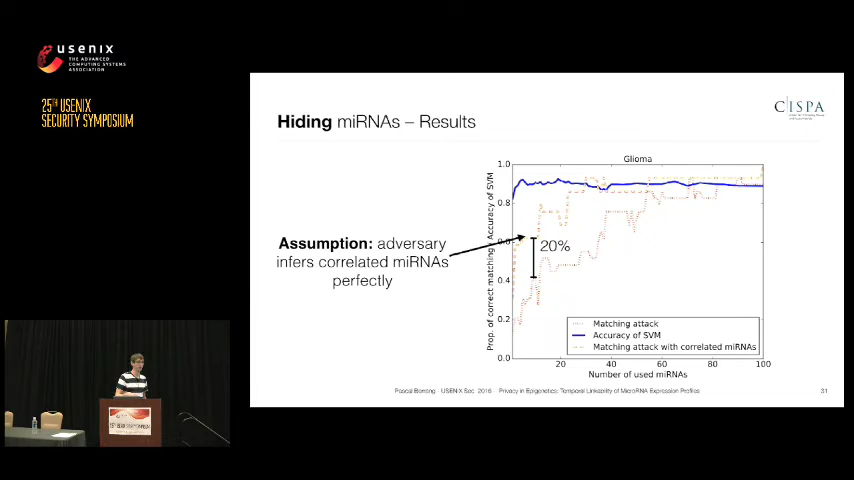 usenix
THE ADVANCED
COMPUTING SYSTEMS
ASSOCIATION
25TH USENIX
SECURITY SYMPOSIUM
Hiding miRNAs – Results
CISPA
Glioma
Prop. of correct matching / Accuracy of SVM
1.0
0.8
0.6
0.4
0.2
0.0
20
40
60
80
100
Number of used miRNAs
Assumption: adversary
infers correlated miRNAs
perfectly
20%
Matching attack
Accuracy of SVM
Matching attack with correlated miRNAs
USENIX Sec. 2016 - Privacy in Epigenetics: Temporal Linkability of MicroRNA Expression Profiles
31